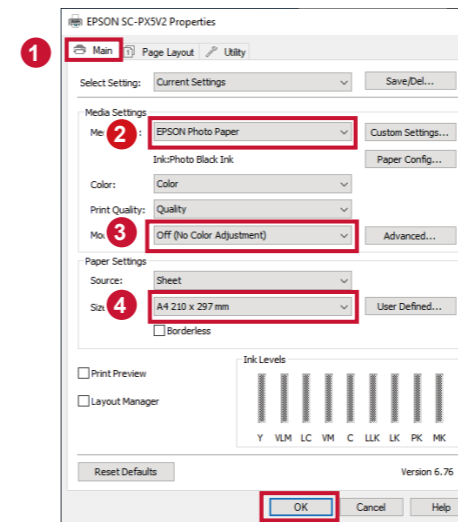 EPSON SC-PX5V2 Properties
1 Main Page Layout Utility
Select Setting: Current Settings Save/Del...
Media Settings
2 EPSON Photo Paper Custom Settings...
Ink:Photo Black Ink Paper Config...
Color: Color
Print Quality: Quality
3 Off (No Color Adjustment) Advanced...
Paper Settings
Source: Sheet
4 A4 210 x 297 mm User Defined...
Borderless
Print Preview
Layout Manager
Ink Levels
Y VLM LC VM C LLK LK PK MK
Reset Defaults Version 6.76
OK Cancel Help